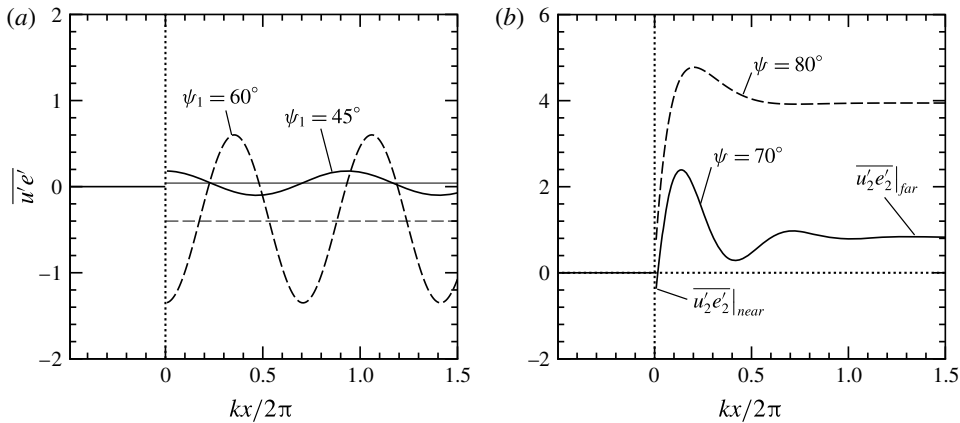 (a)
2
1
0
−1
−2
u′e′
ψ₁ = 60°
ψ₁ = 45°
0
0.5
1.0
1.5
kx/2π
(b)
6
4
2
0
−2
ψ = 80°
ψ = 70°
u′₂e′₂|far
u′₂e′₂|near
0
0.5
1.0
1.5
kx/2π